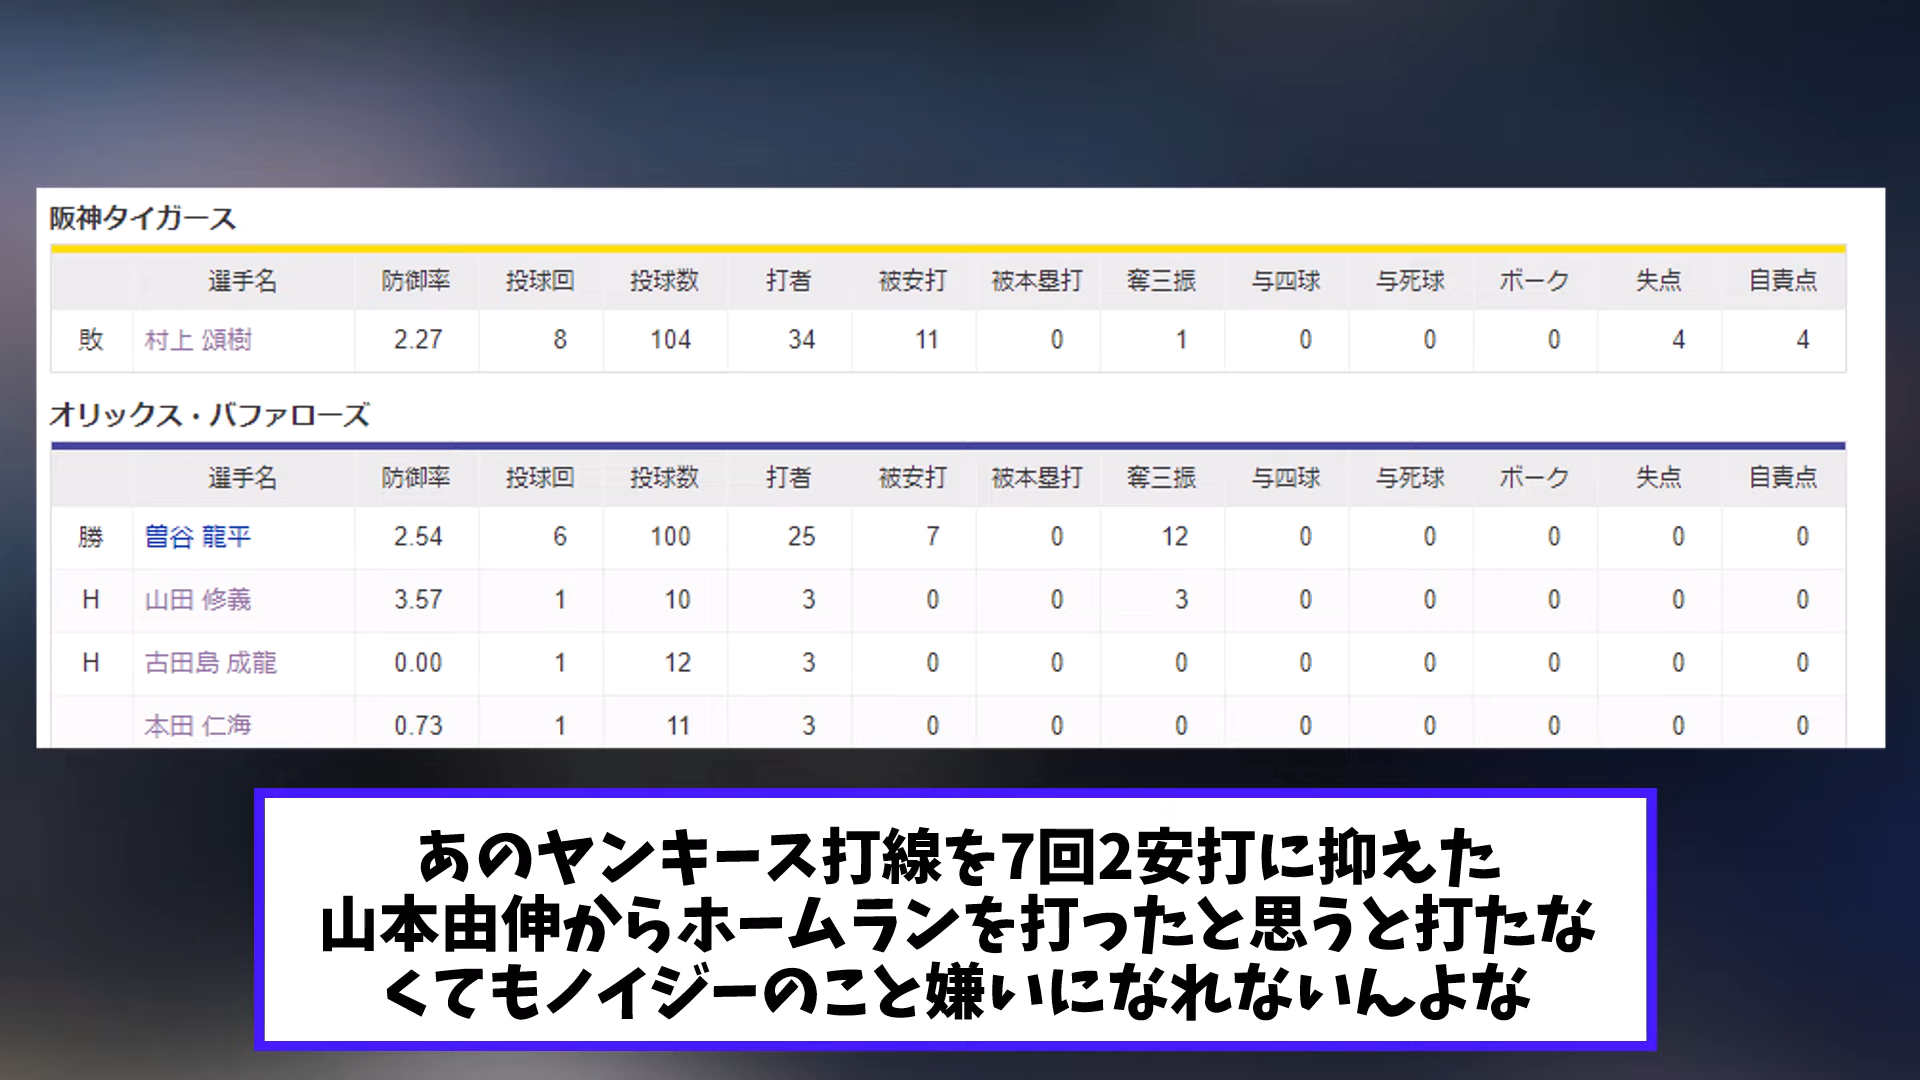 阪神タイガース
選手名 防御率 投球回 投球数 打者 被安打 被本塁打 奪三振 与四球 与死球 ボーク 失点 自責点
敗 村上 頌樹 2.27 8 104 34 11 0 1 0 0 0 4 4
オリックス・バファローズ
選手名 防御率 投球回 投球数 打者 被安打 被本塁打 奪三振 与四球 与死球 ボーク 失点 自責点
勝 曽谷 龍平 2.54 6 100 25 7 0 12 0 0 0 0 0
H 山田 修義 3.57 1 10 3 0 0 3 0 0 0 0 0
H 古田島 成龍 0.00 1 12 3 0 0 0 0 0 0 0 0
本田 仁海 0.73 1 11 3 0 0 0 0 0 0 0 0
あのヤンキース打線を7回2安打に抑えた
山本由伸からホームランを打ったと思うと打たな
くてもノイジーのこと嫌いになれないんよな